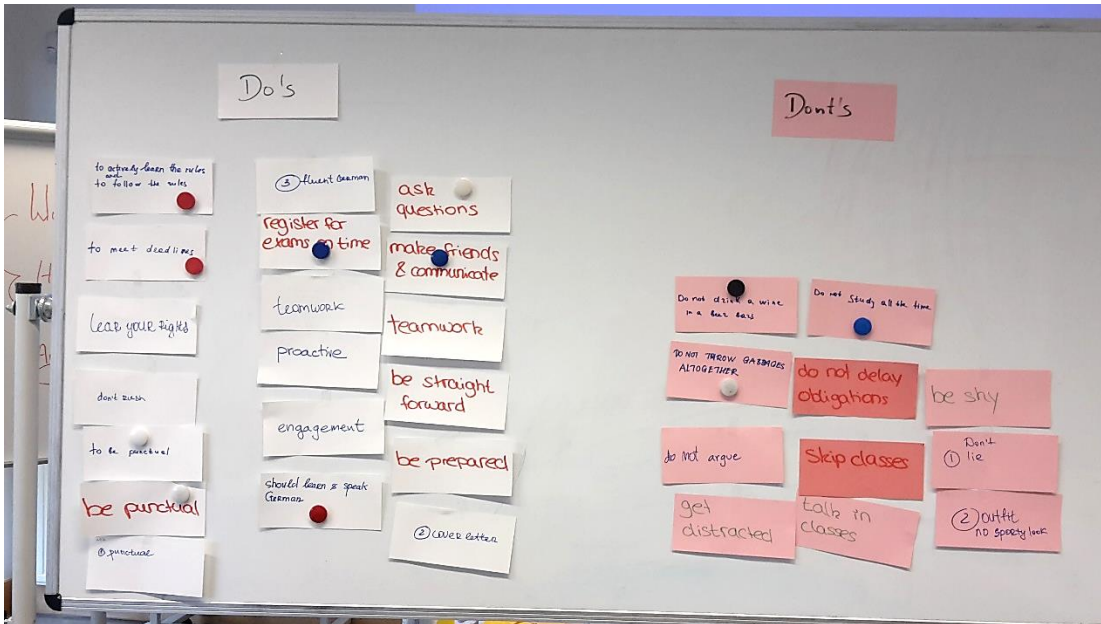 Do's
to actively learn the rules
and
to follow the rules
to meet deadlines
lear your rights
don't rush
to be punctual
be punctual
① punctual
③ fluent German
register for
exams on time
teamwork
proactive
engagement
should learn & speak
German
ask
questions
make friends
& communicate
teamwork
be straight
forward
be prepared
② cover letter
Dont's
Do not drink a wine
in a beer bars
Do not study all the time
DO NOT THROW GARBAGES
ALTOGETHER
do not delay
obligations
be shy
do not argue
Skip classes
Don't
① lie
get
distracted
talk in
classes
② outfit
no sporty look